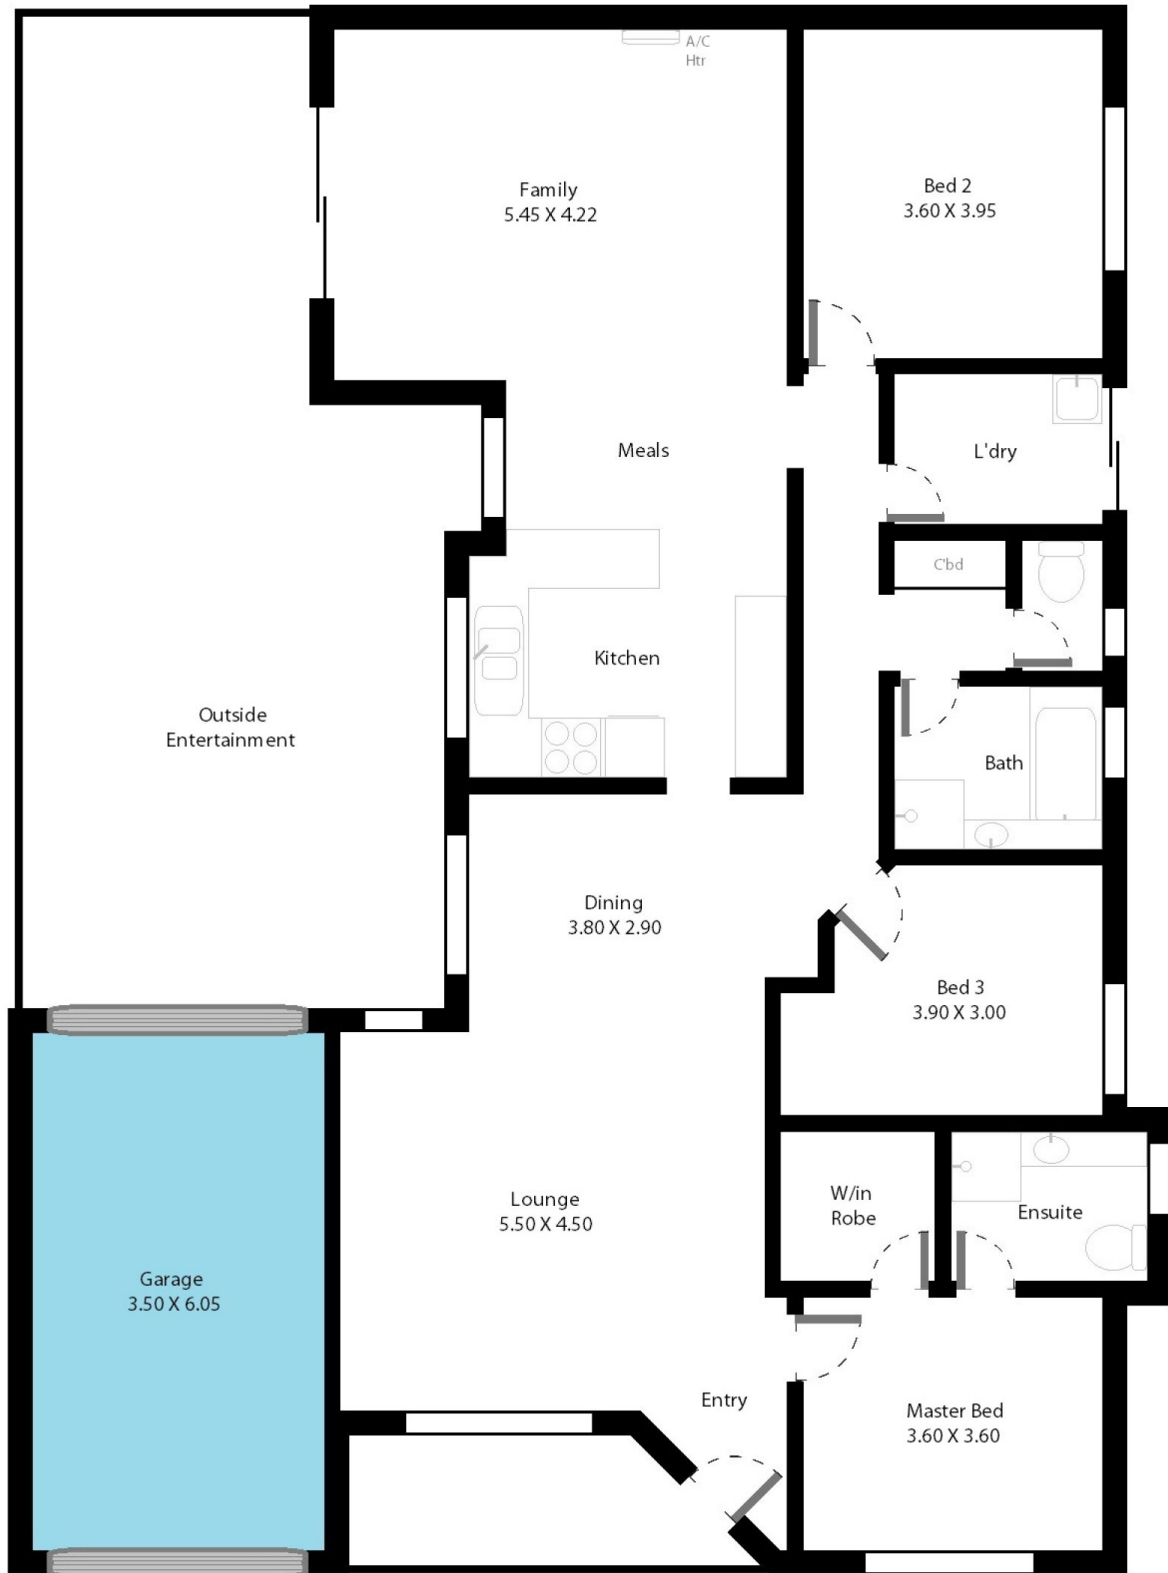 A/C
Htr
Family
5.45 X 4.22
Bed 2
3.60 X 3.95
Meals
L'dry
C'bd
Kitchen
Outside
Entertainment
Bath
Dining
3.80 X 2.90
Bed 3
3.90 X 3.00
W/in
Robe
Ensuite
Lounge
5.50 X 4.50
Garage
3.50 X 6.05
Entry
Master Bed
3.60 X 3.60